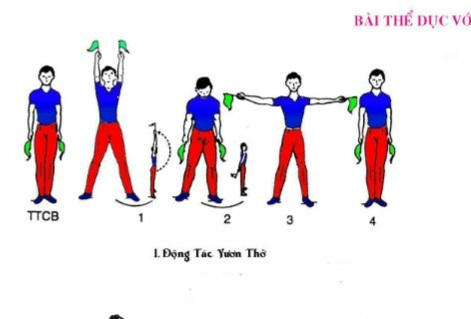 BÀI THỂ DỤC VỚ
TTCB 1 2 3 4
1. Động Tác Vươn Thở